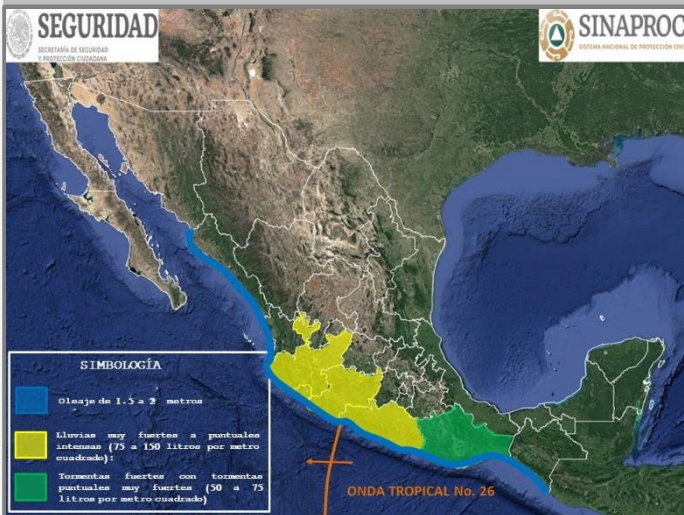 SEGURIDAD
SECRETARÍA DE SEGURIDAD
Y PROTECCIÓN CIUDADANA
SINAPROC
SISTEMA NACIONAL DE PROTECCIÓN CIVI
SIMBOLOGÍA
Oleaje de 1.5 a 2 metros
Lluvias muy fuertes a puntuales
intensas (75 a 150 litros por metro
cuadrado):
Tormentas fuertes con tormentas
puntuales muy fuertes (50 a 75
litros por metro cuadrado)
ONDA TROPICAL No. 26